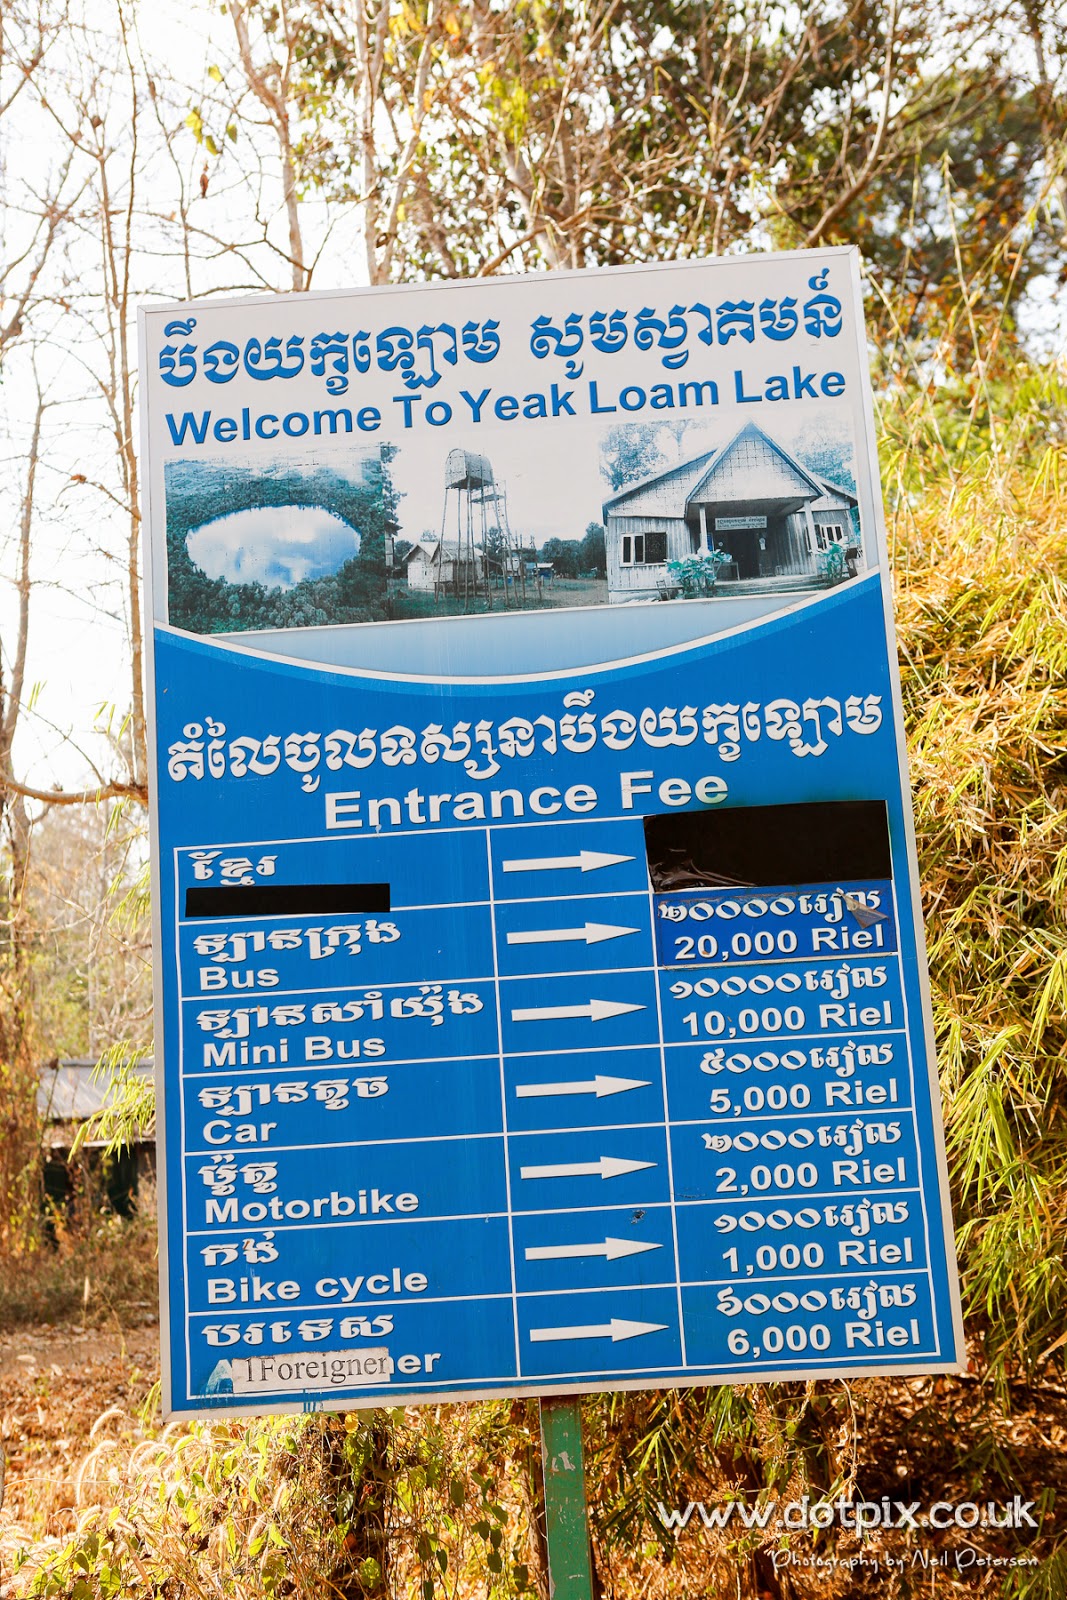 បឹងយក្ខឡោម សូមស្វាគមន៍
Welcome To Yeak Loam Lake
តំលៃចូលទស្សនាបឹងយក្ខឡោម
Entrance Fee
ខ្មែរ
ឡានក្រុង ២០០០០រៀល
Bus 20,000 Riel
ឡានសាំយ៉ុង ១០០០០រៀល
Mini Bus 10,000 Riel
ឡានតូច ៥០០០រៀល
Car 5,000 Riel
ម៉ូតូ ២០០០រៀល
Motorbike 2,000 Riel
កង់ ១០០០រៀល
Bike cycle 1,000 Riel
បរទេស ៦០០០រៀល
1Foreigner er 6,000 Riel
www.dotpix.co.uk
Photography by Neil Petersen